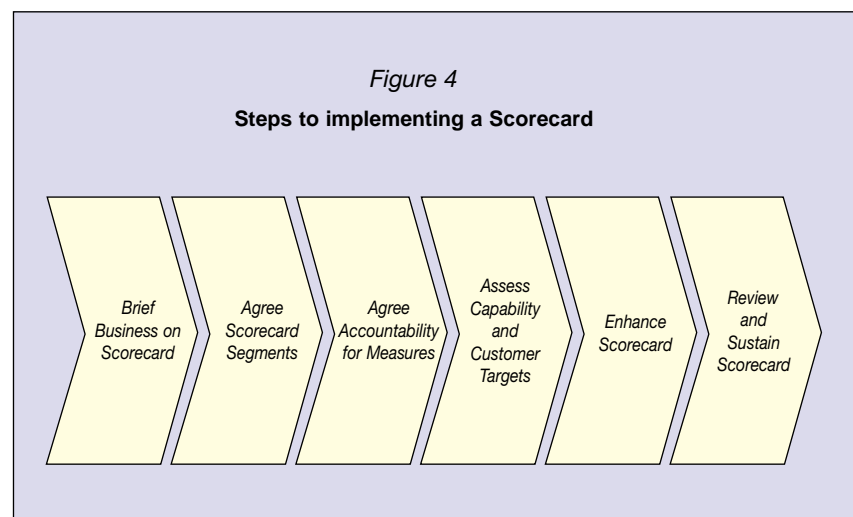 Figure 4
Steps to implementing a Scorecard
Brief
Business on
Scorecard
Agree
Scorecard
Segments
Agree
Accountability
for Measures
Assess
Capability
and
Customer
Targets
Enhance
Scorecard
Review
and
Sustain
Scorecard